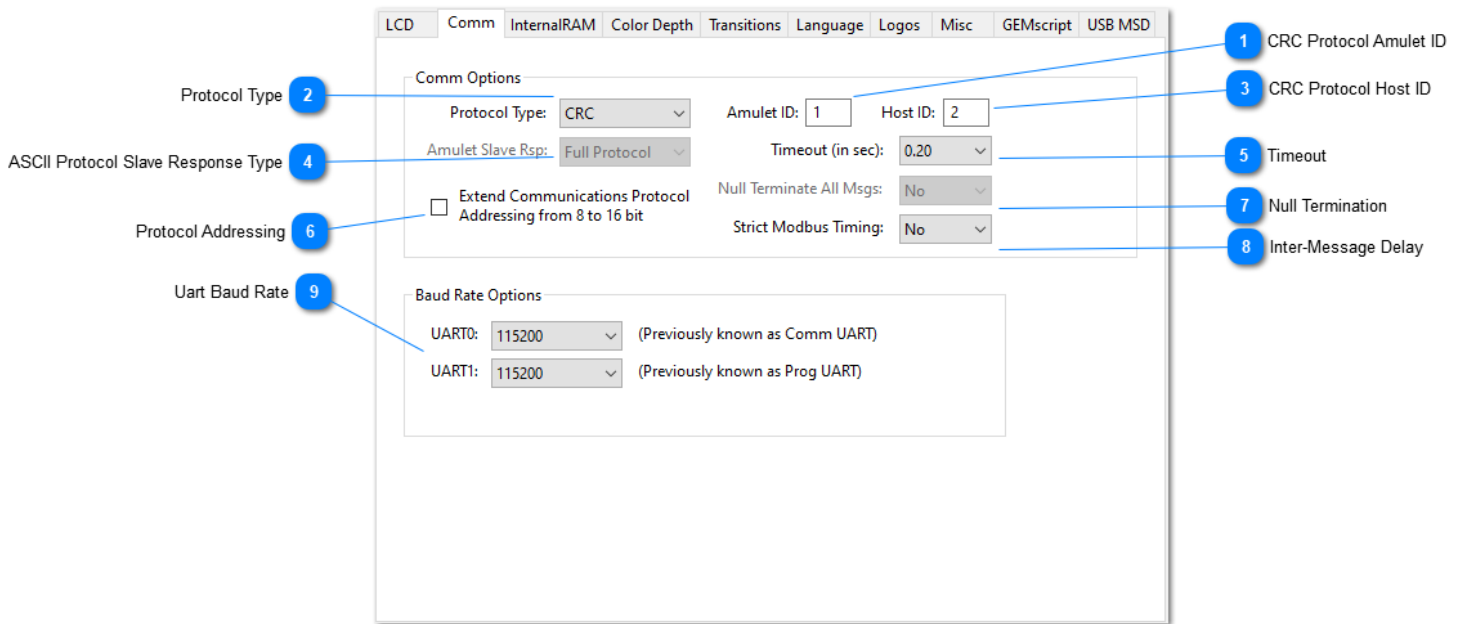 LCD Comm InternalRAM Color Depth Transitions Language Logos Misc GEMscript USB MSD
1 CRC Protocol Amulet ID
Comm Options
Protocol Type 2
Protocol Type: CRC Amulet ID: 1 Host ID: 2
3 CRC Protocol Host ID
ASCII Protocol Slave Response Type 4
Amulet Slave Rsp: Full Protocol Timeout (in sec): 0.20
5 Timeout
Extend Communications Protocol
Addressing from 8 to 16 bit
Null Terminate All Msgs: No
7 Null Termination
Protocol Addressing 6
Strict Modbus Timing: No
8 Inter-Message Delay
Uart Baud Rate 9
Baud Rate Options
UART0: 115200 (Previously known as Comm UART)
UART1: 115200 (Previously known as Prog UART)